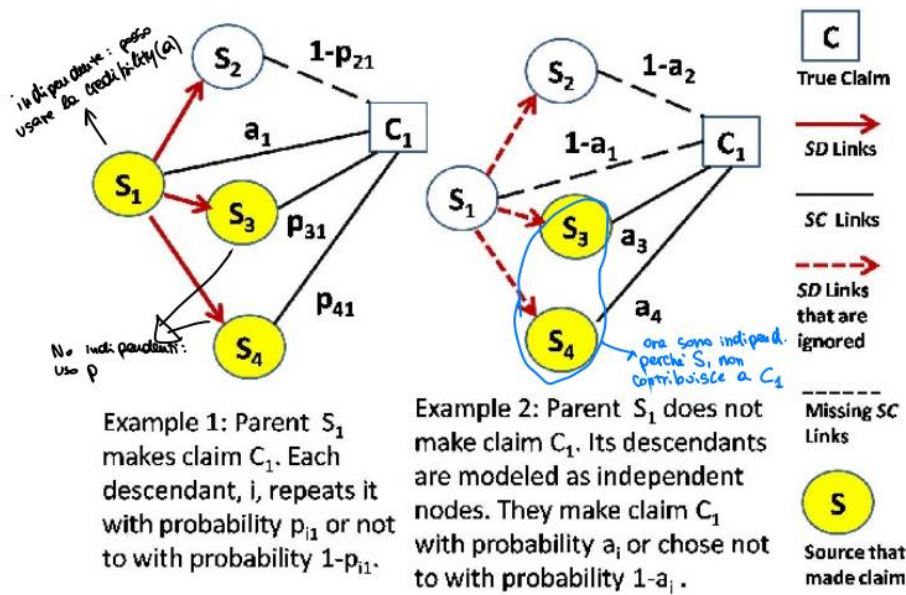 indipendente: posso
usare la credibility(a)
S₂
1-p₂₁
a₁
C₁
S₁
S₃
p₃₁
p₄₁
S₄
No indipendenti:
uso p
Example 1: Parent S₁
makes claim C₁. Each
descendant, i, repeats it
with probability pᵢ₁ or not
to with probability 1-pᵢ₁.
S₂
1-a₂
1-a₁
C₁
S₁
S₃
a₃
a₄
S₄
ora sono indipend.
perché S₁ non
contribuisce a C₁
Example 2: Parent S₁ does not
make claim C₁. Its descendants
are modeled as independent
nodes. They make claim C₁
with probability aᵢ or chose not
to with probability 1-aᵢ.
C
True Claim
SD Links
SC Links
SD Links
that are
ignored
Missing SC
Links
S
Source that
made claim